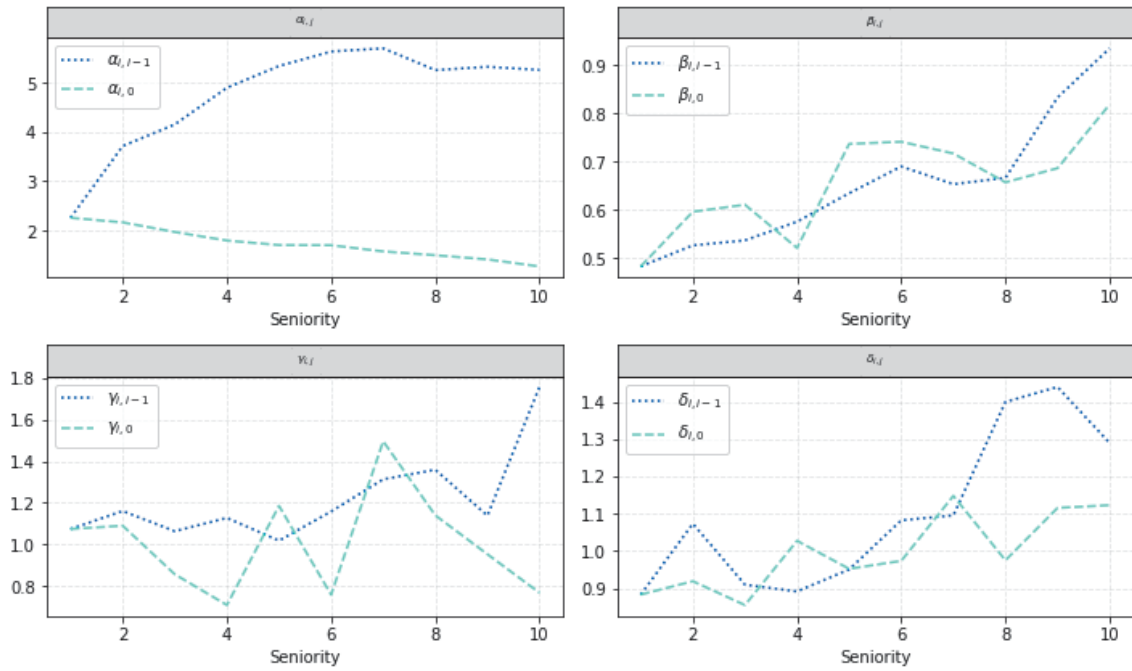 α_{i,j}
α_{i,i−1}
α_{i,0}
5
4
3
2
2 4 6 8 10
Seniority
β_{i,j}
β_{i,i−1}
β_{i,0}
0.9
0.8
0.7
0.6
0.5
2 4 6 8 10
Seniority
γ_{i,j}
γ_{i,i−1}
γ_{i,0}
1.8
1.6
1.4
1.2
1.0
0.8
2 4 6 8 10
Seniority
δ_{i,j}
δ_{i,i−1}
δ_{i,0}
1.4
1.3
1.2
1.1
1.0
0.9
2 4 6 8 10
Seniority